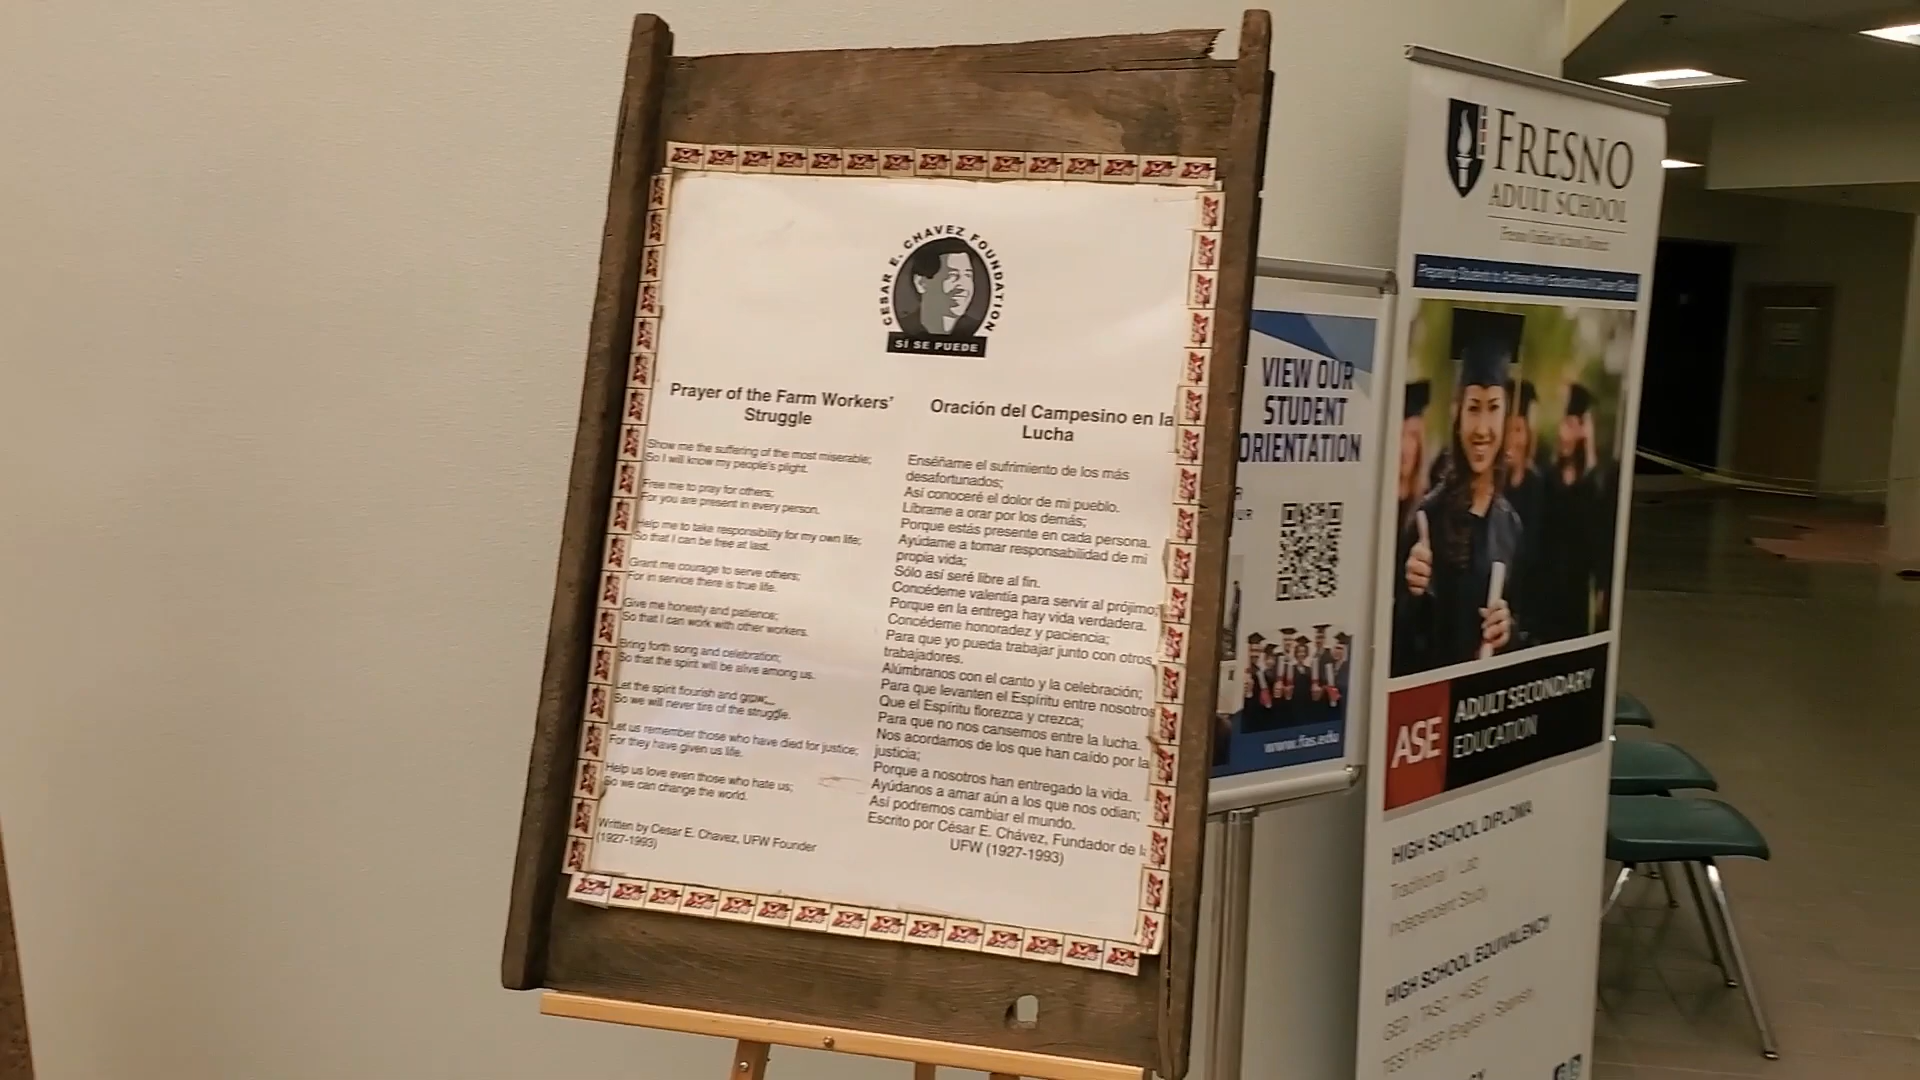 CESAR E. CHAVEZ FOUNDATION
SÍ SE PUEDE
Prayer of the Farm Workers'
Struggle
Show me the suffering of the most miserable;
So I will know my people's plight.
Free me to pray for others;
For you are present in every person.
Help me to take responsibility for my own life;
So that I can be free at last.
Grant me courage to serve others;
For in service there is true life.
Give me honesty and patience;
So that I can work with other workers.
Bring forth song and celebration;
So that the spirit will be alive among us.
Let the spirit flourish and grow;
So we will never tire of the struggle.
Let us remember those who have died for justice;
For they have given us life.
Help us love even those who hate us;
So we can change the world.
Written by Cesar E. Chavez, UFW Founder
(1927-1993)
Oración del Campesino en la
Lucha
Enséñame el sufrimiento de los más
desafortunados;
Así conoceré el dolor de mi pueblo.
Líbrame a orar por los demás;
Porque estás presente en cada persona.
Ayúdame a tomar responsabilidad de mi
propia vida;
Sólo así seré libre al fin.
Concédeme valentía para servir al prójimo;
Porque en la entrega hay vida verdadera.
Concédeme honoradez y paciencia;
Para que yo pueda trabajar junto con otros
trabajadores.
Alúmbranos con el canto y la celebración;
Para que levanten el Espíritu entre nosotros
Que el Espíritu florezca y crezca;
Para que no nos cansemos entre la lucha.
Nos acordamos de los que han caído por la
justicia;
Porque a nosotros han entregado la vida.
Ayúdanos a amar aún a los que nos odian;
Así podremos cambiar el mundo.
Escrito por César E. Chávez, Fundador de la
UFW (1927-1993)
VIEW OUR
STUDENT
ORIENTATION
www.fas.edu
FRESNO
ADULT SCHOOL
Fresno Unified School District
Preparing Students to Achieve their Educational & Career Goals
ASE
ADULT SECONDARY
EDUCATION
HIGH SCHOOL DIPLOMA
Traditional Lab
Independent Study
HIGH SCHOOL EQUIVALENCY
GED TASC HiSET
TEST PREP English Spanish